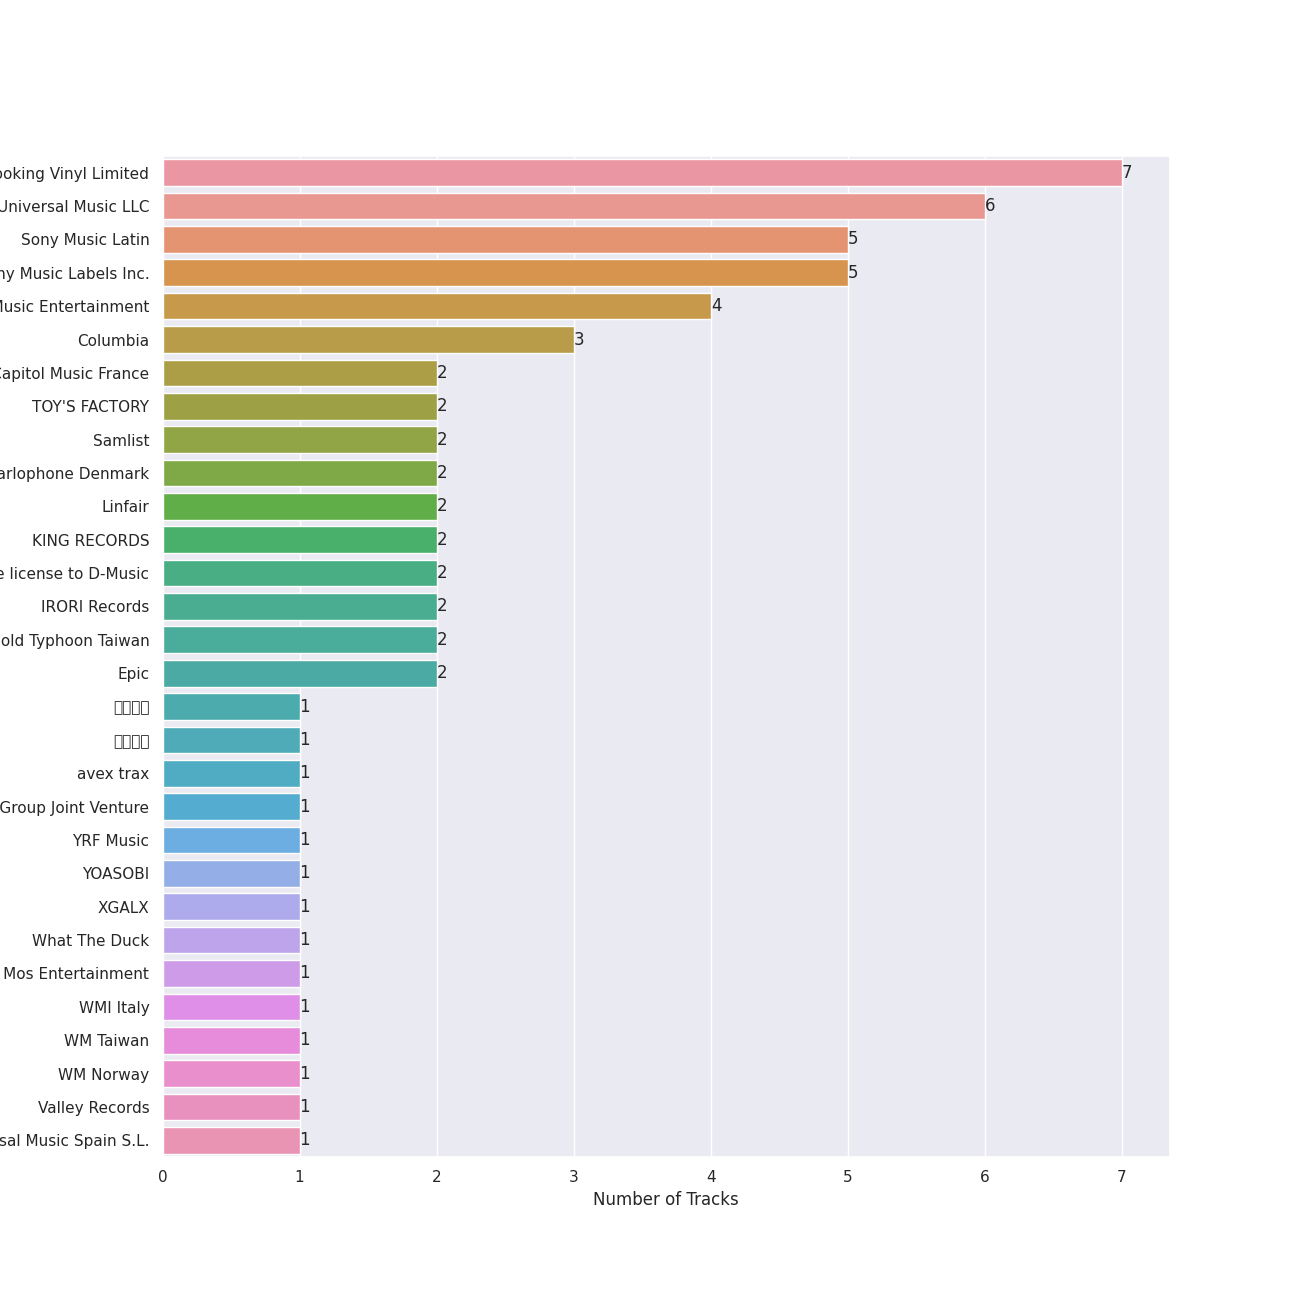 ooking Vinyl Limited 7
Universal Music LLC 6
Sony Music Latin 5
ny Music Labels Inc. 5
Music Entertainment 4
Columbia 3
Capitol Music France 2
TOY'S FACTORY 2
Samlist 2
arlophone Denmark 2
Linfair 2
KING RECORDS 2
e license to D-Music 2
IRORI Records 2
old Typhoon Taiwan 2
Epic 2
1
1
avex trax 1
Group Joint Venture 1
YRF Music 1
YOASOBI 1
XGALX 1
What The Duck 1
Mos Entertainment 1
WMI Italy 1
WM Taiwan 1
WM Norway 1
Valley Records 1
sal Music Spain S.L. 1
0 1 2 3 4 5 6 7
Number of Tracks